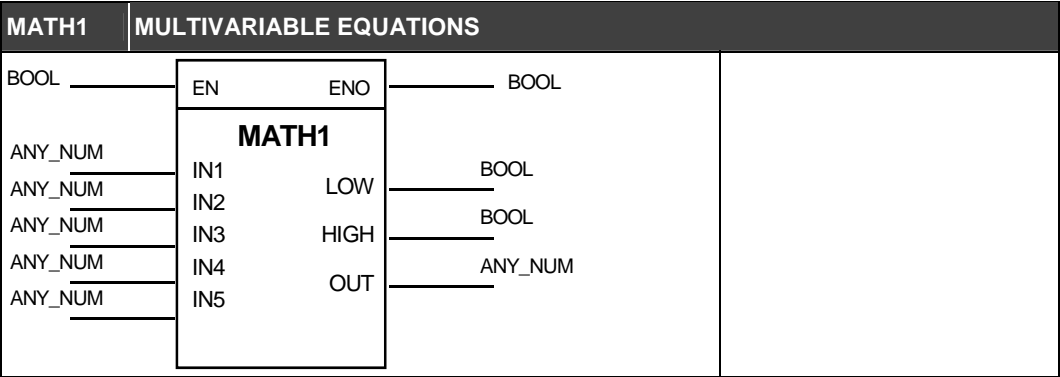 MATH1 MULTIVARIABLE EQUATIONS
BOOL EN ENO BOOL
MATH1
ANY_NUM IN1 BOOL
ANY_NUM IN2 LOW
ANY_NUM IN3 HIGH BOOL
ANY_NUM IN4 OUT ANY_NUM
ANY_NUM IN5